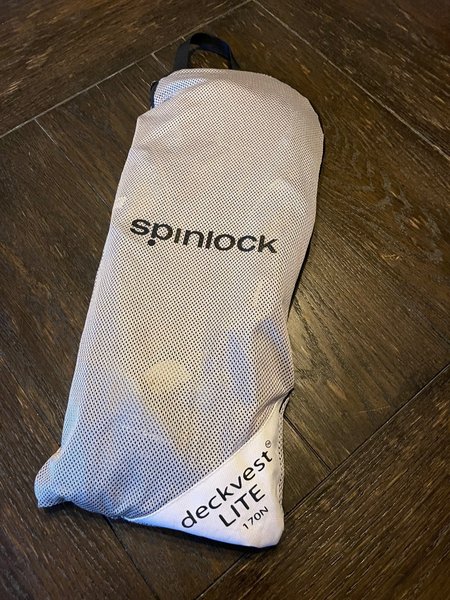 spinlock
deckvest
LITE
170N